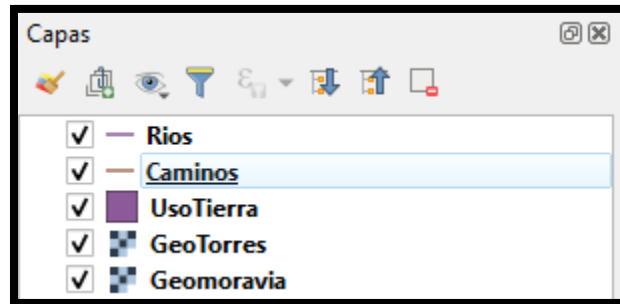 Capas
Rios
Caminos
UsoTierra
GeoTorres
Geomoravia